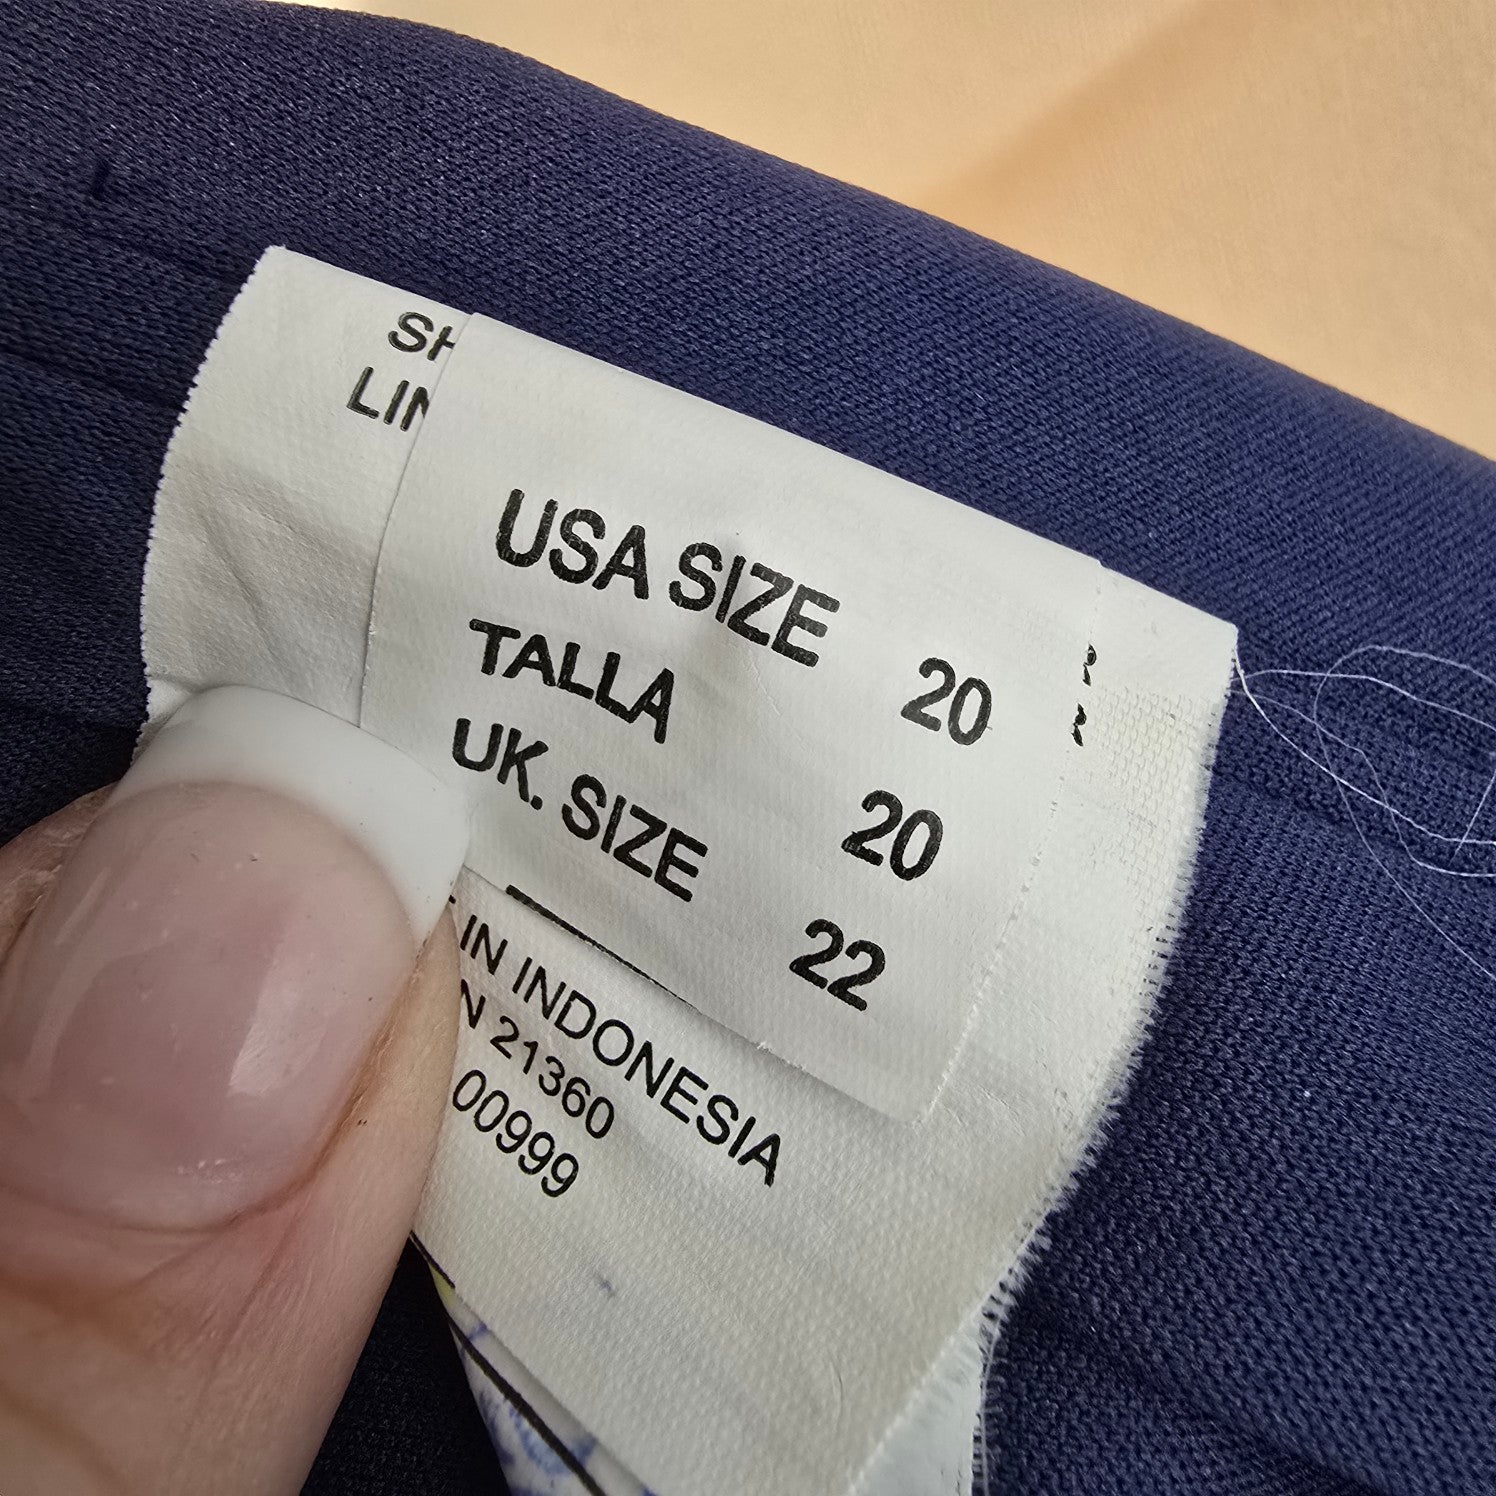 USA SIZE 20
TALLA 20
UK. SIZE 22
IN INDONESIA
21360
00999